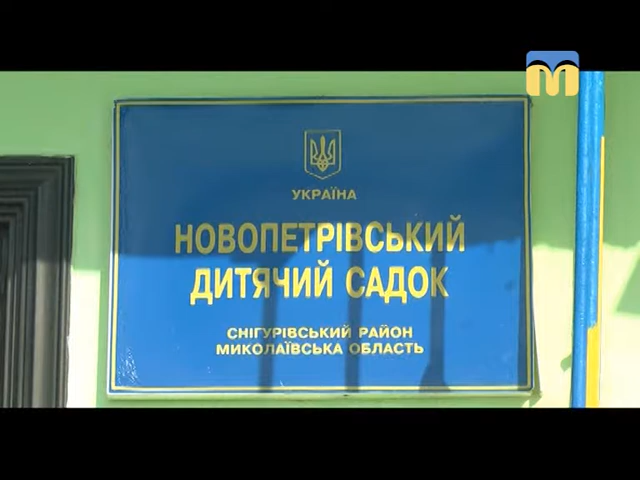 УКРАЇНА
НОВОПЕТРІВСЬКИЙ
ДИТЯЧИЙ САДОК
СНІГУРІВСЬКИЙ РАЙОН
МИКОЛАЇВСЬКА ОБЛАСТЬ